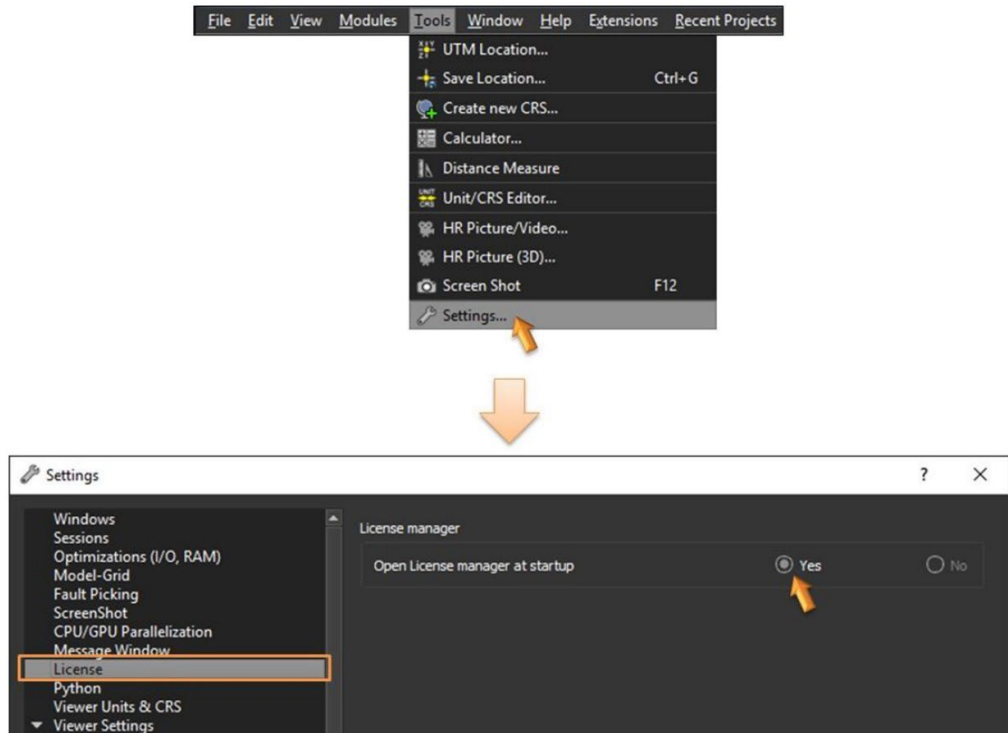 File Edit View Modules Tools Window Help Extensions Recent Projects
UTM Location...
Save Location... Ctrl+G
Create new CRS...
Calculator...
Distance Measure
Unit/CRS Editor...
HR Picture/Video...
HR Picture (3D)...
Screen Shot F12
Settings...
Settings ?
Windows
Sessions
Optimizations (I/O, RAM)
Model-Grid
Fault Picking
ScreenShot
CPU/GPU Parallelization
Message Window
License
Python
Viewer Units & CRS
Viewer Settings
License manager
Open License manager at startup Yes No